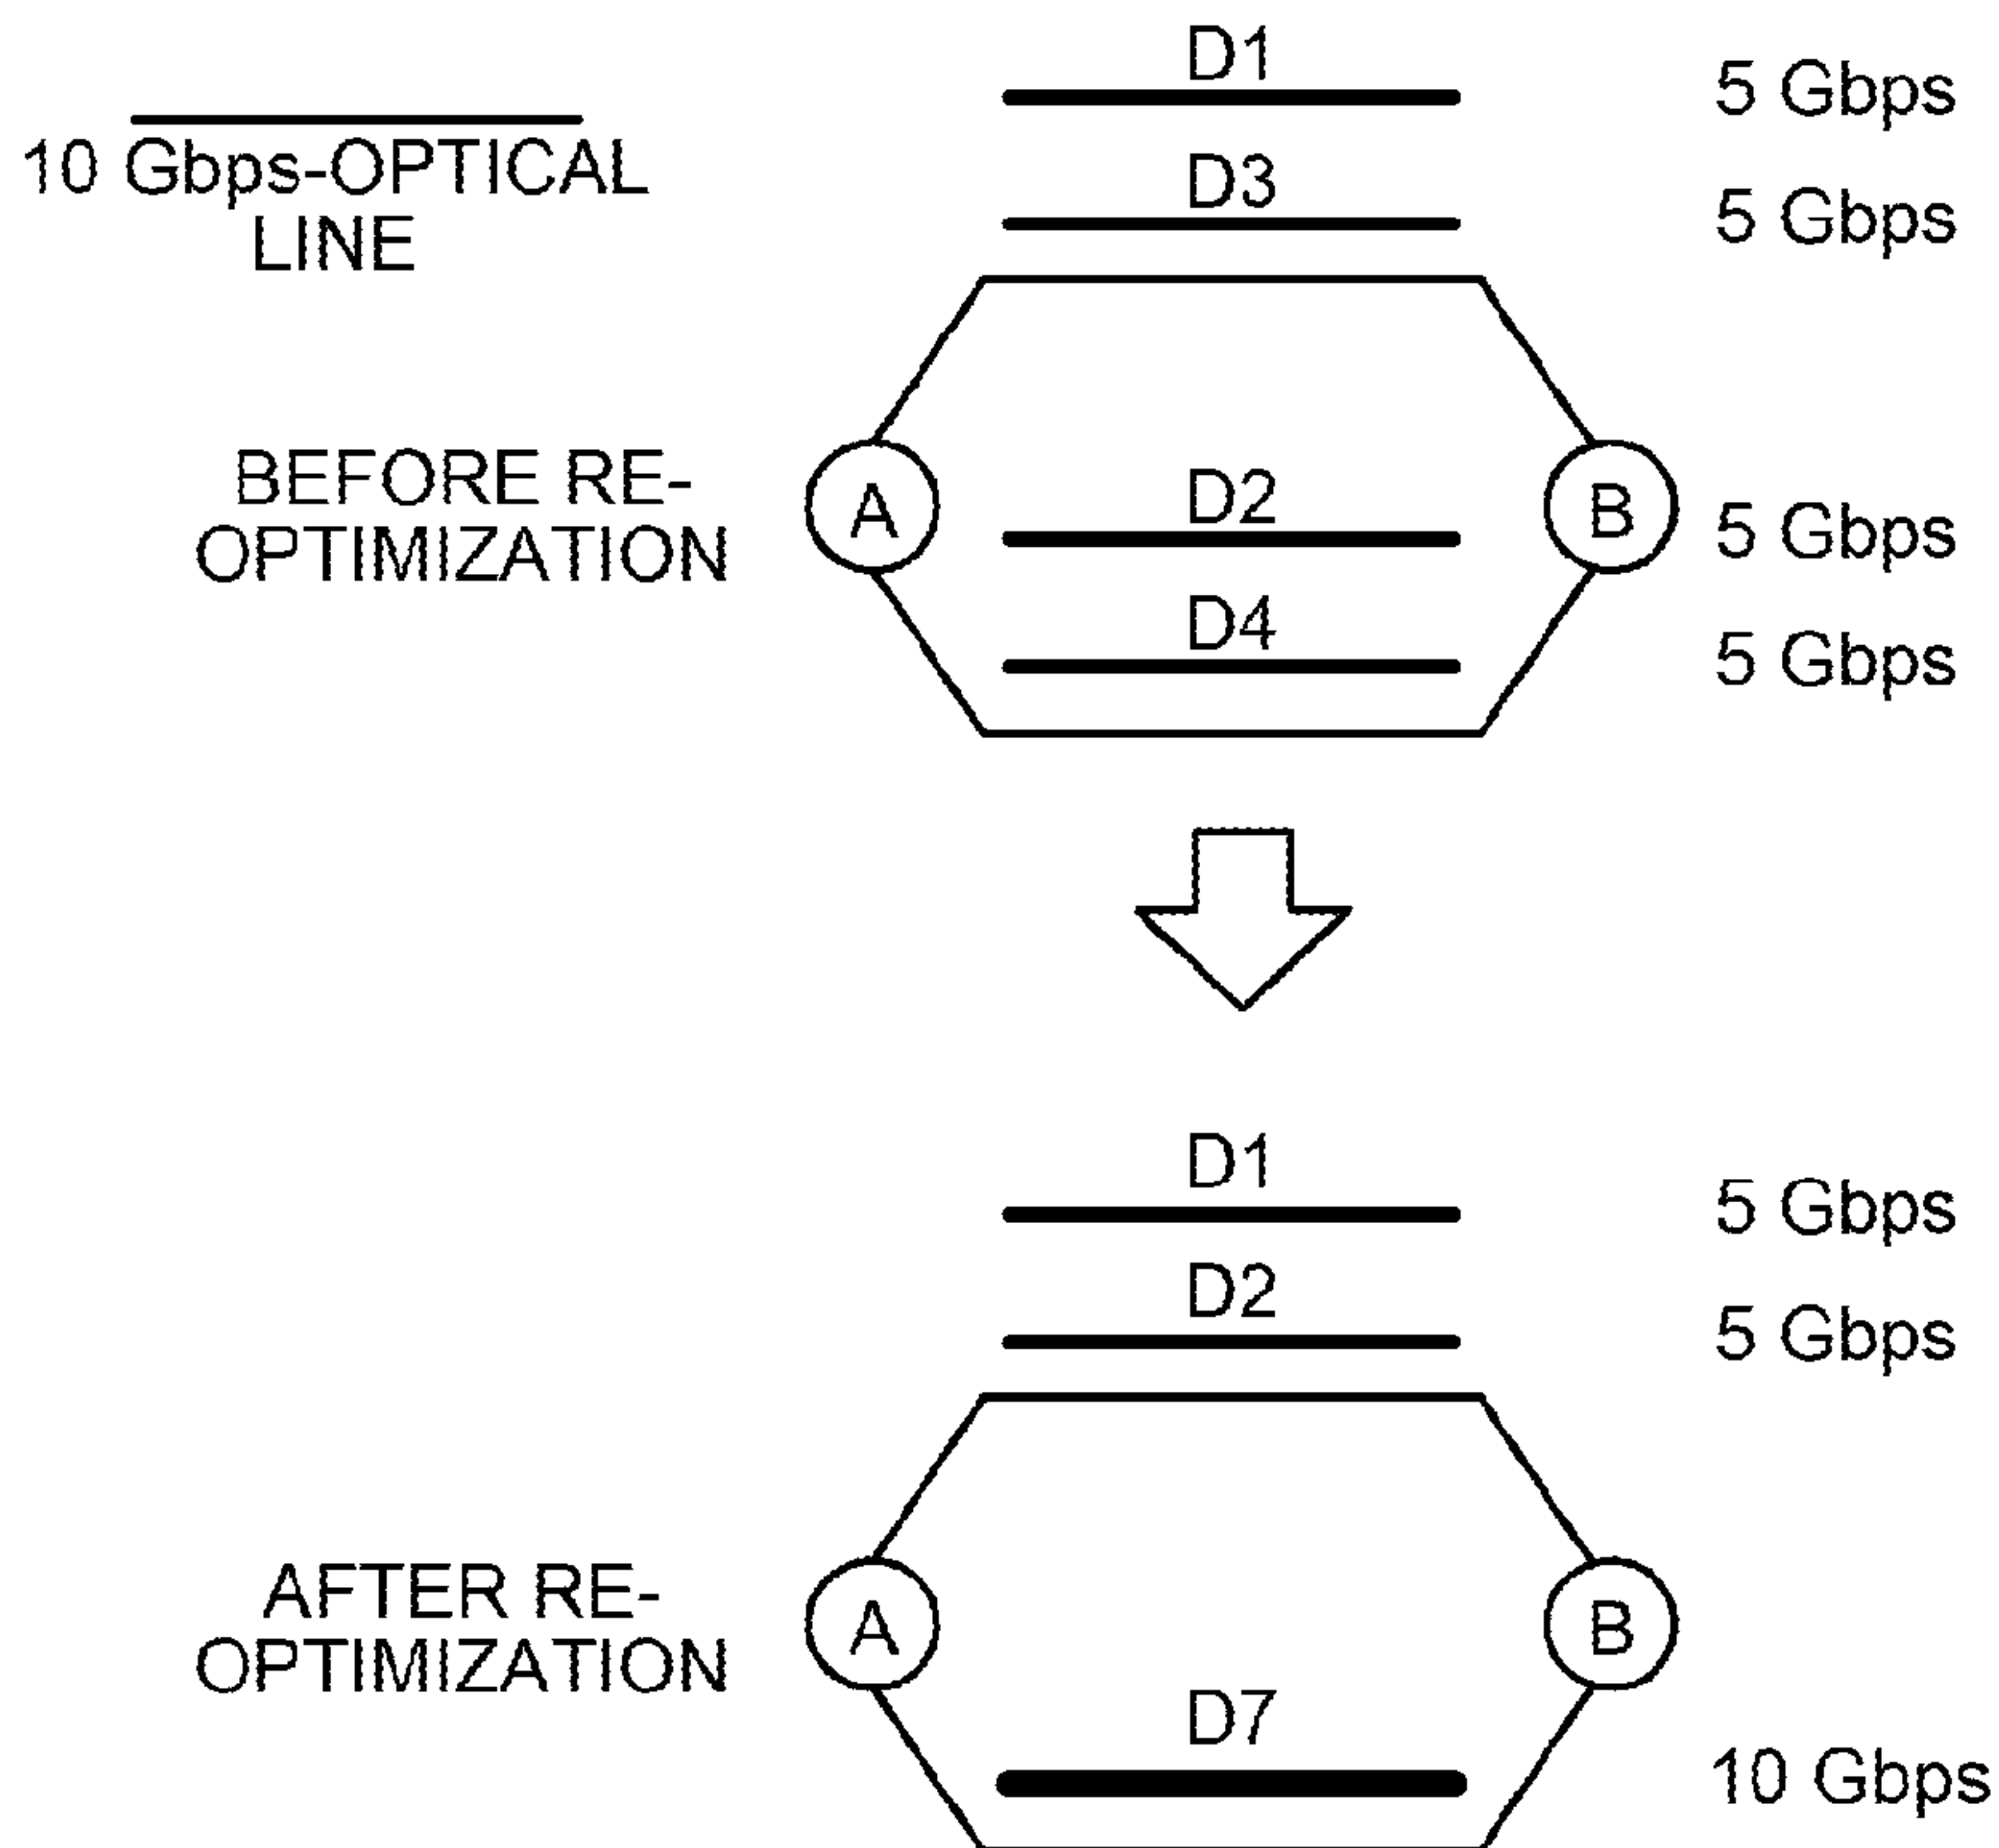 D1
5 Gbps
10 Gbps-OPTICAL
LINE
D3
5 Gbps
BEFORE RE-
OPTIMIZATION
A
D2
B
5 Gbps
D4
5 Gbps
D1
5 Gbps
D2
5 Gbps
AFTER RE-
OPTIMIZATION
A
B
D7
10 Gbps